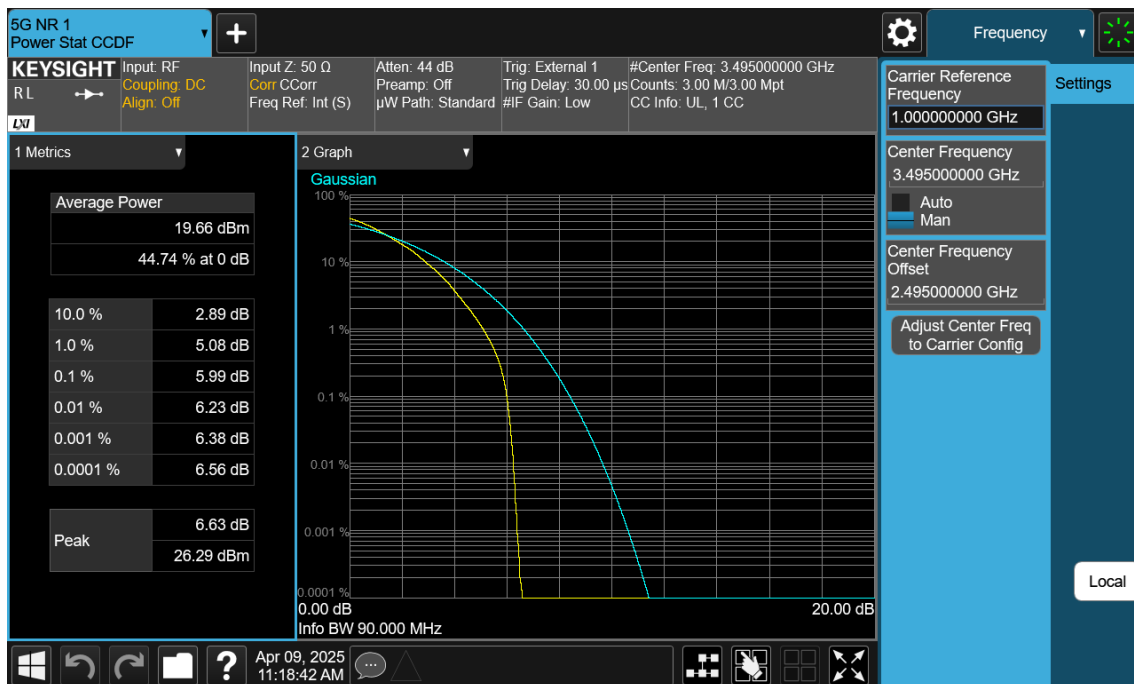 5G NR 1
Power Stat CCDF
+
Frequency
KEYSIGHT
R L
LXI
Input: RF
Coupling: DC
Align: Off
Input Z: 50 Ω
Corr CCorr
Freq Ref: Int (S)
Atten: 44 dB
Preamp: Off
µW Path: Standard
Trig: External 1
Trig Delay: 30.00 µs
#IF Gain: Low
#Center Freq: 3.495000000 GHz
Counts: 3.00 M/3.00 Mpt
CC Info: UL, 1 CC
Carrier Reference
Frequency
1.000000000 GHz
Settings
Center Frequency
3.495000000 GHz
Auto
Man
Center Frequency
Offset
2.495000000 GHz
Adjust Center Freq
to Carrier Config
Local
1 Metrics
Average Power
19.66 dBm
44.74 % at 0 dB
10.0 % 2.89 dB
1.0 % 5.08 dB
0.1 % 5.99 dB
0.01 % 6.23 dB
0.001 % 6.38 dB
0.0001 % 6.56 dB
Peak
6.63 dB
26.29 dBm
2 Graph
Gaussian
100 %
10 %
1 %
0.1 %
0.01 %
0.001 %
0.0001 %
0.00 dB 20.00 dB
Info BW 90.000 MHz
?
Apr 09, 2025
11:18:42 AM